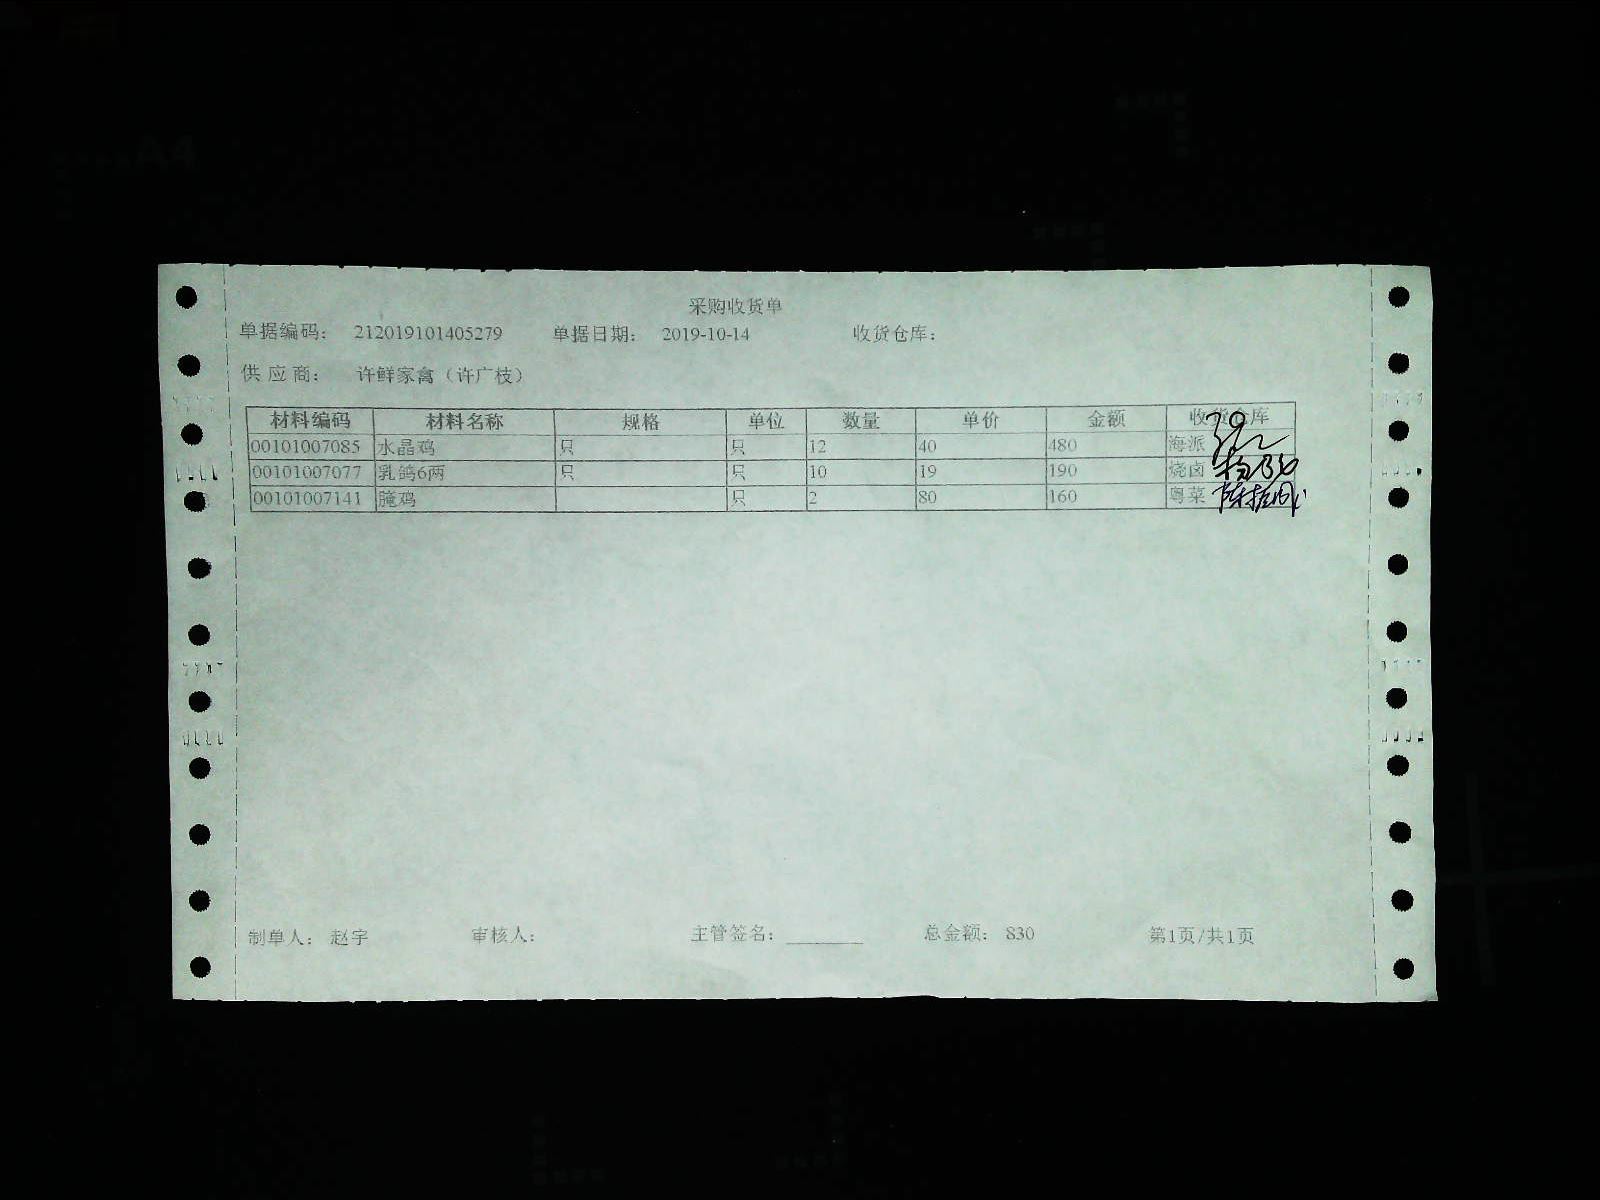 采购收货单
单据编码： 212019101405279 单据日期： 2019-10-14 收货仓库：
供应商： 许鲜家禽（许广枝）
材料编码 材料名称 规格 单位 数量 单价 金额 收货仓库
00101007085 水晶鸡 只 只 12 40 480 海派
00101007077 乳鸽6两 只 只 10 19 190 烧卤
00101007141 腌鸡 只 2 80 160 粤菜
制单人： 赵宇 审核人： 主管签名： 总金额： 830 第1页/共1页